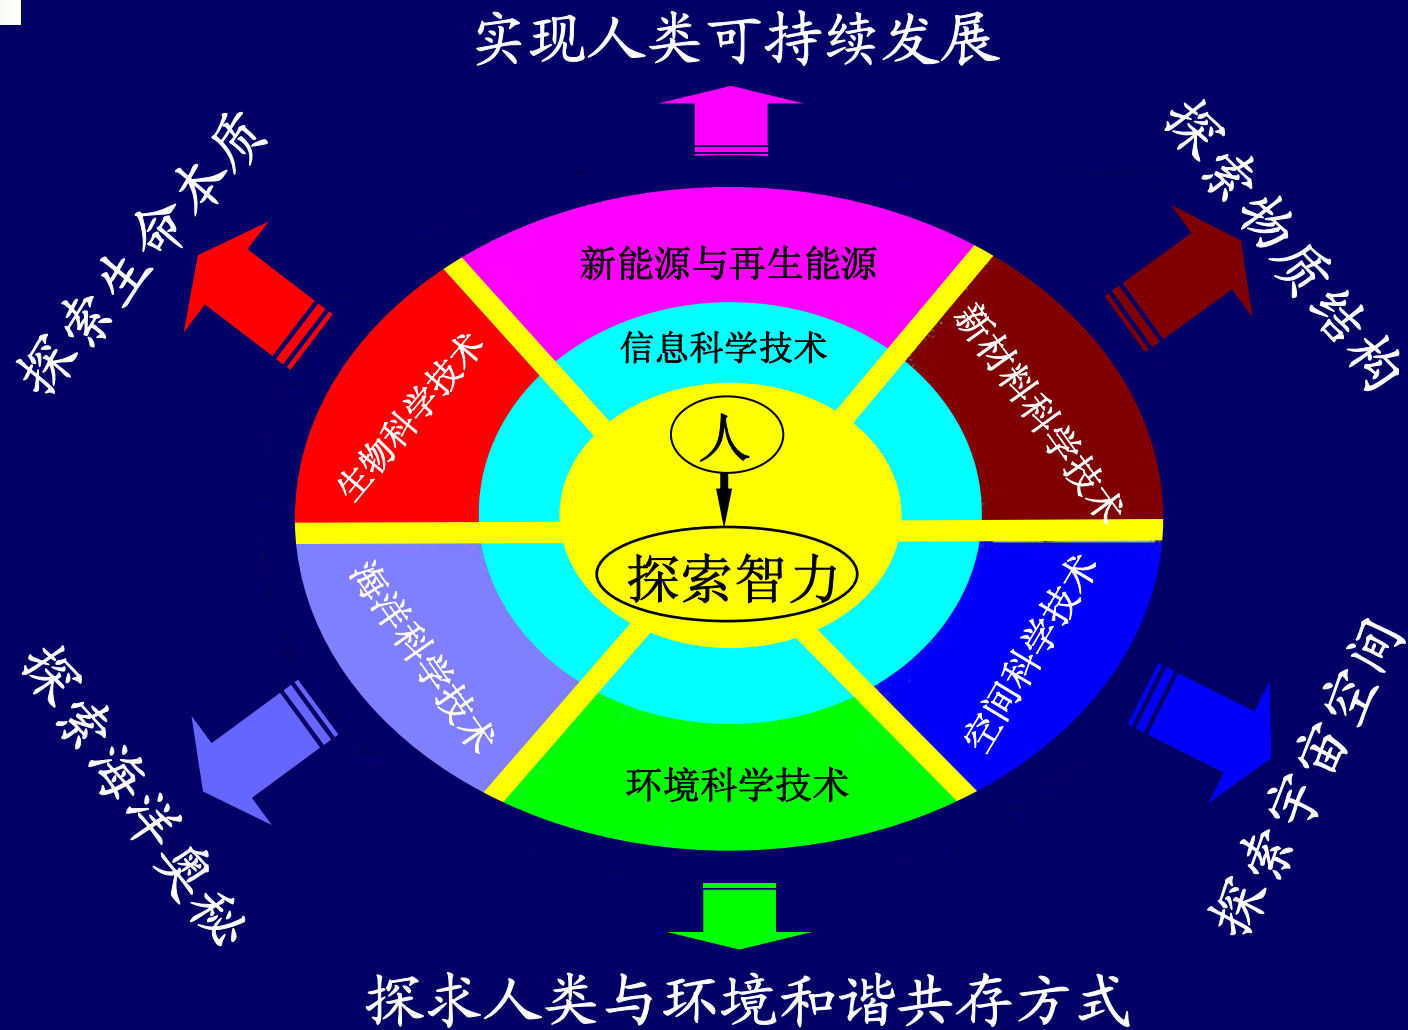 实现人类可持续发展
探索生命本质
探索物质结构
新能源与再生能源
信息科学技术
生物科学技术
新材料科学技术
人
探索智力
海洋科学技术
空间科学技术
环境科学技术
探索海洋奥秘
探索宇宙空间
探求人类与环境和谐共存方式